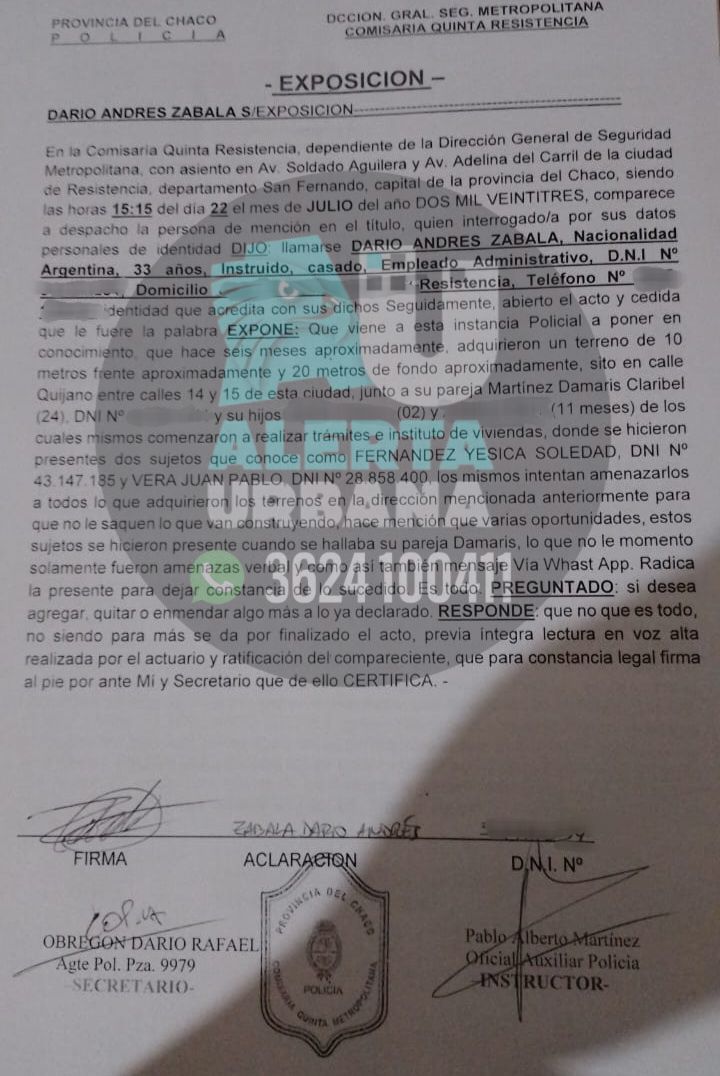 PROVINCIA DEL CHACO
P O L I C I A
DCCION. GRAL. SEG. METROPOLITANA
COMISARIA QUINTA RESISTENCIA
- EXPOSICION –
DARIO ANDRES ZABALA S/EXPOSICION
En la Comisaria Quinta Resistencia, dependiente de la Dirección General de Seguridad
Metropolitana, con asiento en Av. Soldado Aguilera y Av. Adelina del Carril de la ciudad
de Resistencia, departamento San Fernando, capital de la provincia del Chaco, siendo
las horas 15:15 del día 22 el mes de JULIO del año DOS MIL VEINTITRES, comparece
a despacho la persona de mención en el título, quien interrogado/a por sus datos
personales de identidad DIJO: llamarse DARIO ANDRES ZABALA, Nacionalidad
Argentina, 33 años, Instruido, casado, Empleado Administrativo, D.N.I Nº
, Domicilio Resistencia, Teléfono Nº
identidad que acredita con sus dichos Seguidamente, abierto el acto y cedida
que le fuere la palabra EXPONE: Que viene a esta instancia Policial a poner en
conocimiento, que hace séis meses aproximadamente, adquirieron un terreno de 10
metros frente aproximadamente y 20 metros de fondo aproximadamente, sito en calle
Quijano entre calles 14 y 15 de esta ciudad, junto a su pareja Martínez Damaris Claribel
(24), DNI Nº y su hijos (02) y (11 meses) de los
cuales mismos comenzaron a realizar trámites e instituto de viviendas, donde se hicieron
presentes dos sujetos que conoce como FERNANDEZ YESICA SOLEDAD, DNI Nº
43.147.185 y VERA JUAN PABLO, DNI Nº 28.858.400, los mismos intentan amenazarlos
a todos lo que adquirieron los terrenos en la dirección mencionada anteriormente para
que no le saquen lo que van construyendo, hace mención que varias oportunidades, estos
sujetos se hicieron presente cuando se hallaba su pareja Damaris, lo que no le momento
solamente fueron amenazas verbal y como así también mensaje Vía Whast App. Radica
la presente para dejar constancia de lo sucedido. Es todo. PREGUNTADO: si desea
agregar, quitar o enmendar algo más a lo ya declarado. RESPONDE: que no que es todo,
no siendo para más se da por finalizado el acto, previa íntegra lectura en voz alta
realizada por el actuario y ratificación del compareciente, que para constancia legal firma
al pie por ante Mí y Secretario que de ello CERTIFICA. -
AU
ALERTA
URBANA
3624100411
ZABALA DARIO ANDRÉS
FIRMA
ACLARACION
D.N.I. Nº
COPIA
OBREGON DARIO RAFAEL
Agte Pol. Pza. 9979
-SECRETARIO-
PROVINCIA DEL CHACO
POLICIA
COMISARIA QUINTA METROPOLITANA
Pablo Alberto Martínez
Oficial Auxiliar Policia
-INSTRUCTOR-